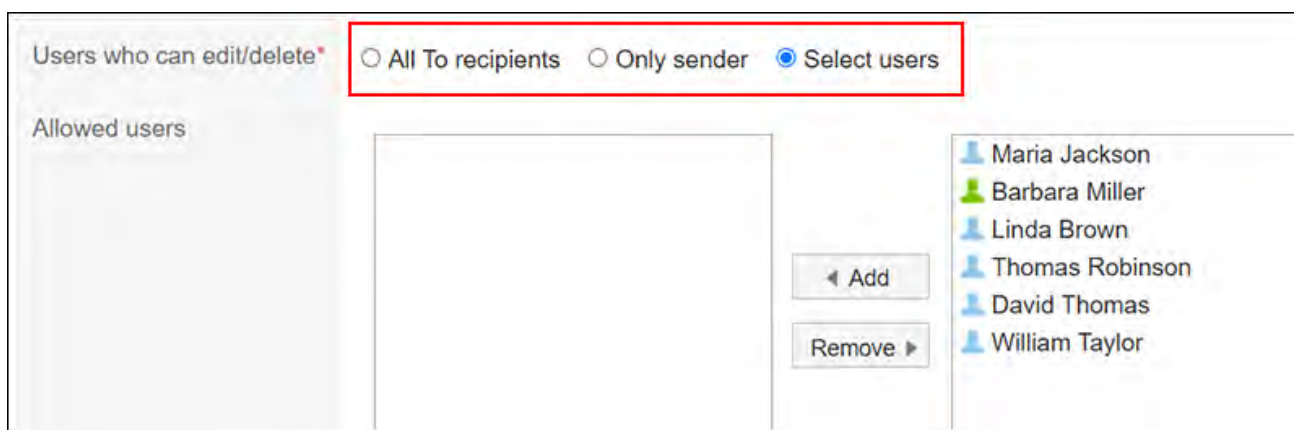 Users who can edit/delete* All To recipients Only sender Select users
Allowed users
Maria Jackson
Barbara Miller
Linda Brown
Thomas Robinson
David Thomas
William Taylor
Add
Remove